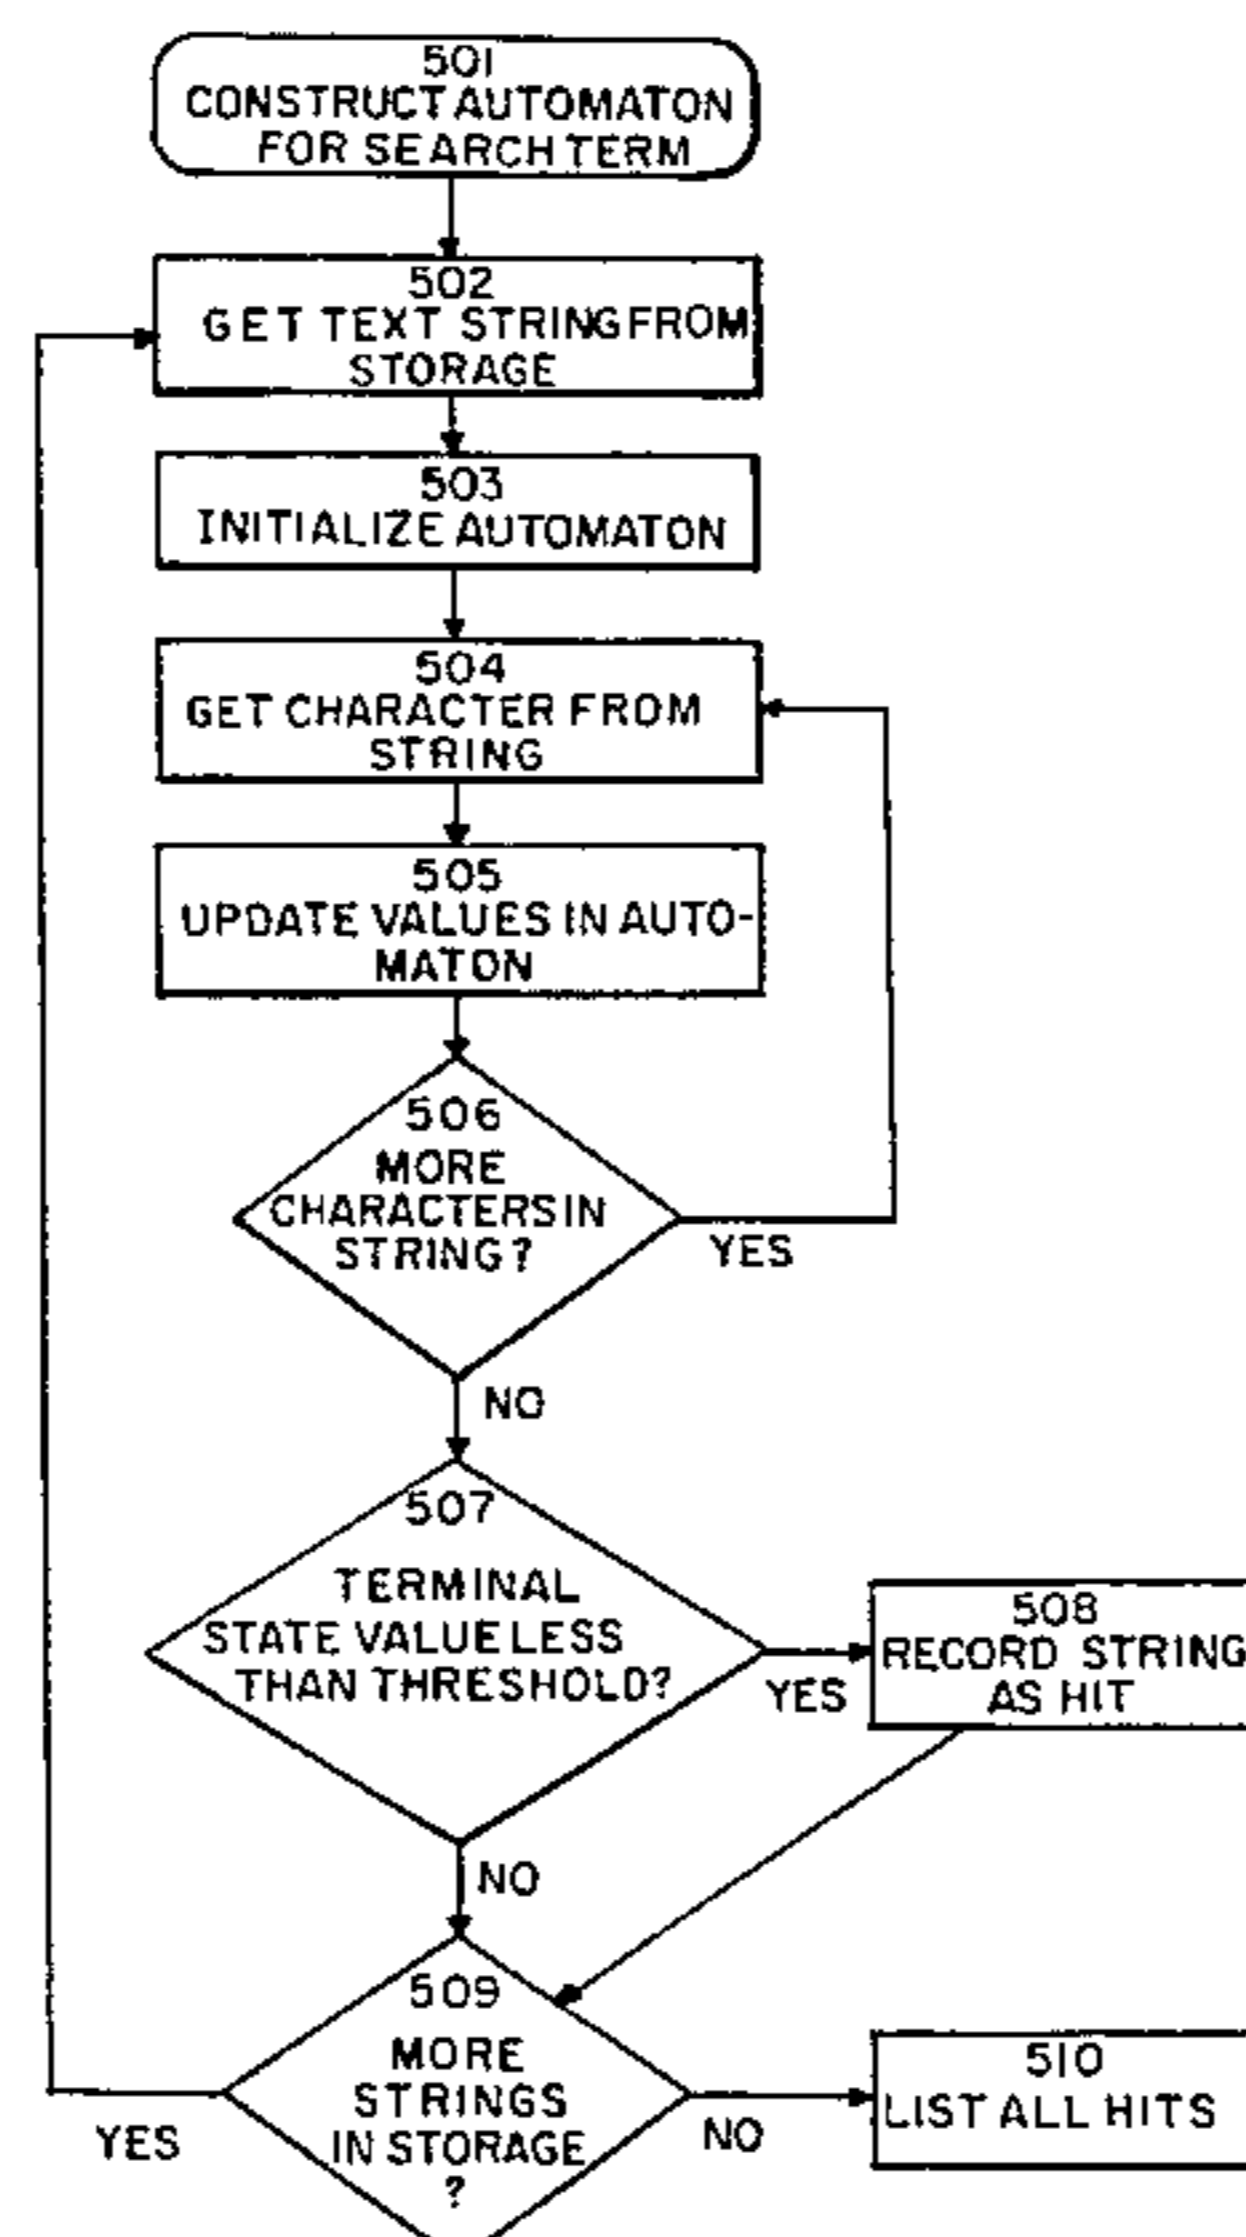 501
CONSTRUCT AUTOMATON
FOR SEARCH TERM
502
GET TEXT STRING FROM
STORAGE
503
INITIALIZE AUTOMATON
504
GET CHARACTER FROM
STRING
505
UPDATE VALUES IN AUTO-
MATON
506
MORE
CHARACTERS IN
STRING?
YES
NO
507
TERMINAL
STATE VALUE LESS
THAN THRESHOLD?
YES
508
RECORD STRING
AS HIT
NO
509
MORE
STRINGS
IN STORAGE
?
YES
NO
510
LIST ALL HITS